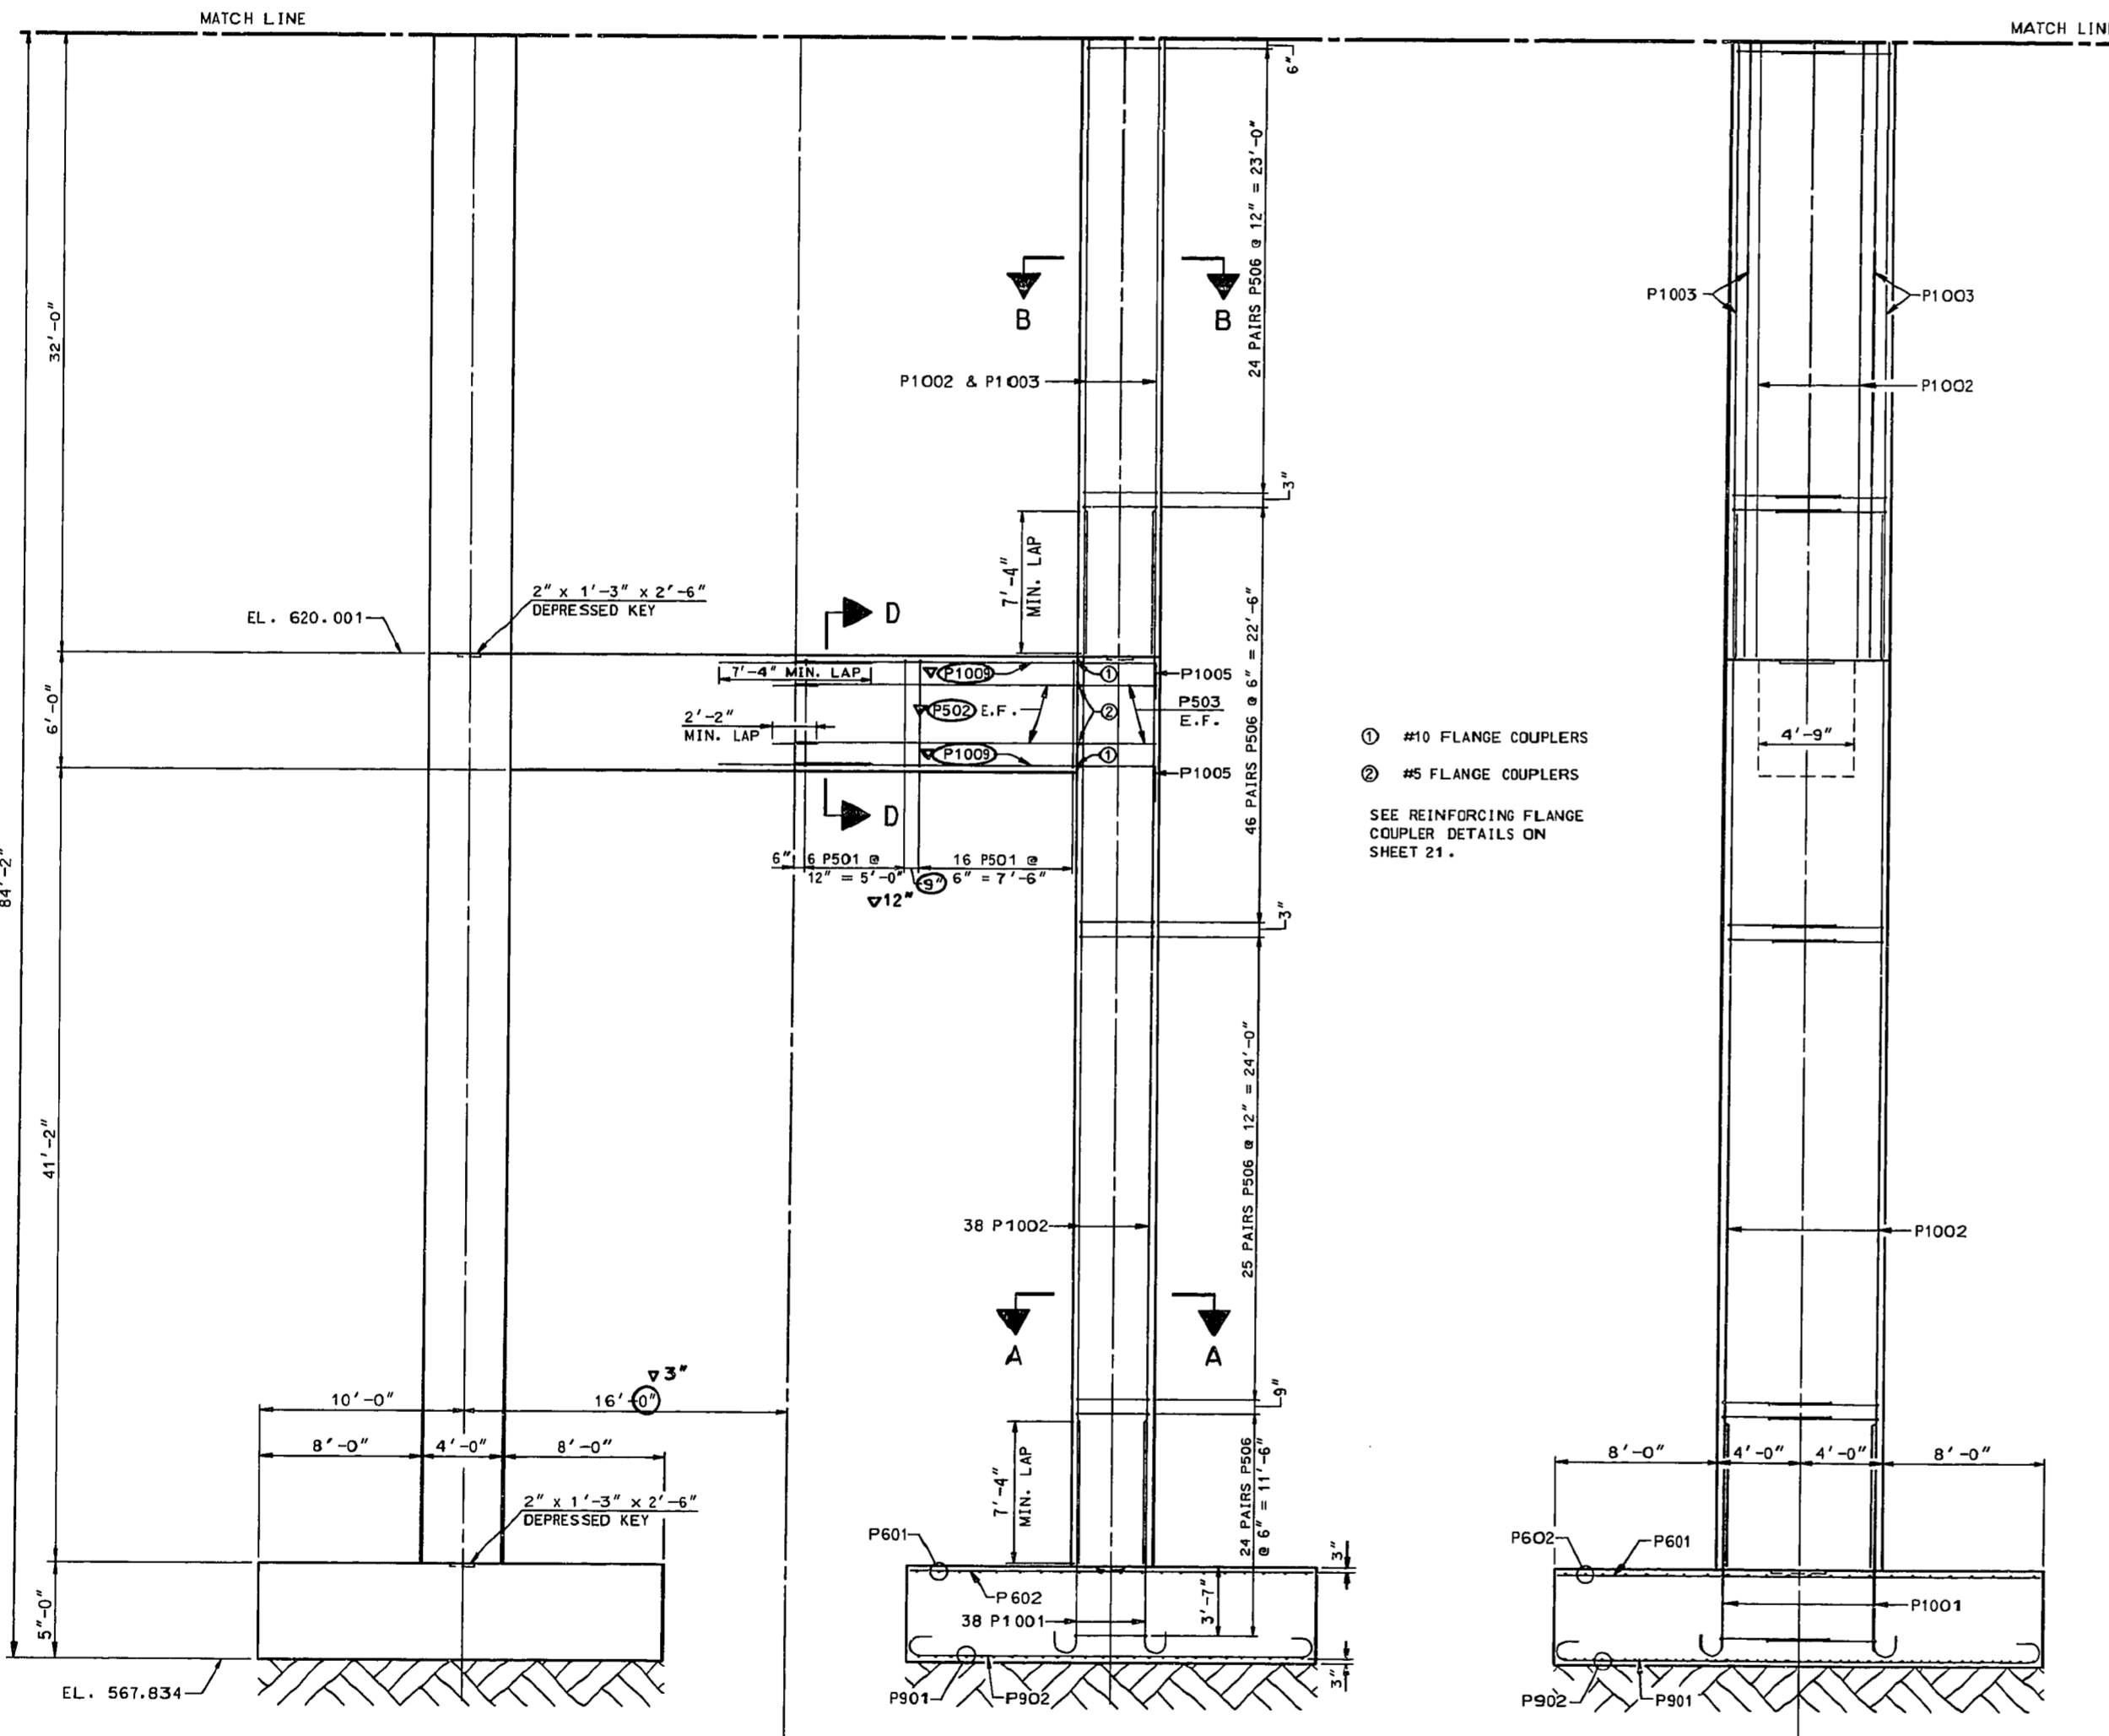 MATCH LINE
MATCH LINE
6"
24 PAIRS P506 @ 12" = 23'-0"
32'-0"
B
B
P1003
P1003
P1002 & P1003
P1002
3"
7'-4"
MIN. LAP
2" x 1'-3" x 2'-6"
DEPRESSED KEY
D
EL. 620.001
7'-4" MIN. LAP
P1009
1
P1005
6'-0"
2'-2"
MIN. LAP
P502 E.F.
2
P503
E.F.
46 PAIRS P506 @ 6" = 22'-6"
P1009
1
P1005
1 #10 FLANGE COUPLERS
2 #5 FLANGE COUPLERS
SEE REINFORCING FLANGE
COUPLER DETAILS ON
SHEET 21.
4'-9"
D
6"
6 P501 @
12" = 5'-0"
9"
16 P501 @
6" = 7'-6"
12"
84'-2"
3"
41'-2"
25 PAIRS P506 @ 12" = 24'-0"
38 P1002
P1002
A
A
3"
10'-0"
16'-0"
9"
8'-0"
4'-0"
8'-0"
7'-4"
MIN. LAP
24 PAIRS P506
@ 6" = 11'-6"
8'-0"
4'-0"
4'-0"
8'-0"
2" x 1'-3" x 2'-6"
DEPRESSED KEY
P601
3"
P602
P601
P602
5"-0"
38 P1001
3'-7"
P1001
EL. 567.834
P901
P902
3"
P902
P901